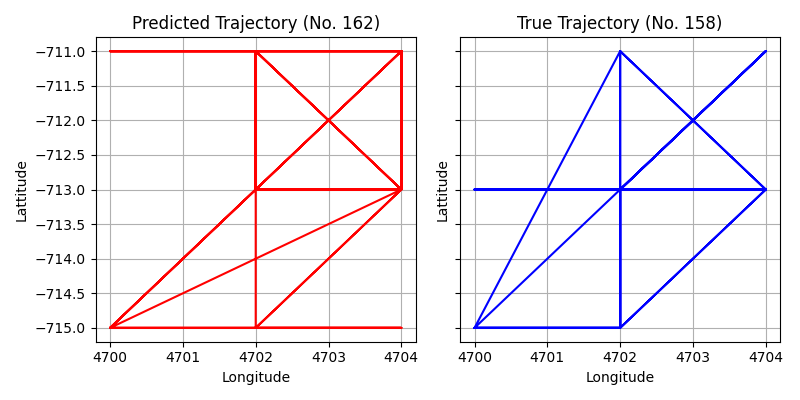 Predicted Trajectory (No. 162)
True Trajectory (No. 158)
Lattitude
−711.0
−711.5
−712.0
−712.5
−713.0
−713.5
−714.0
−714.5
−715.0
4700 4701 4702 4703 4704
Longitude
Lattitude
4700 4701 4702 4703 4704
Longitude